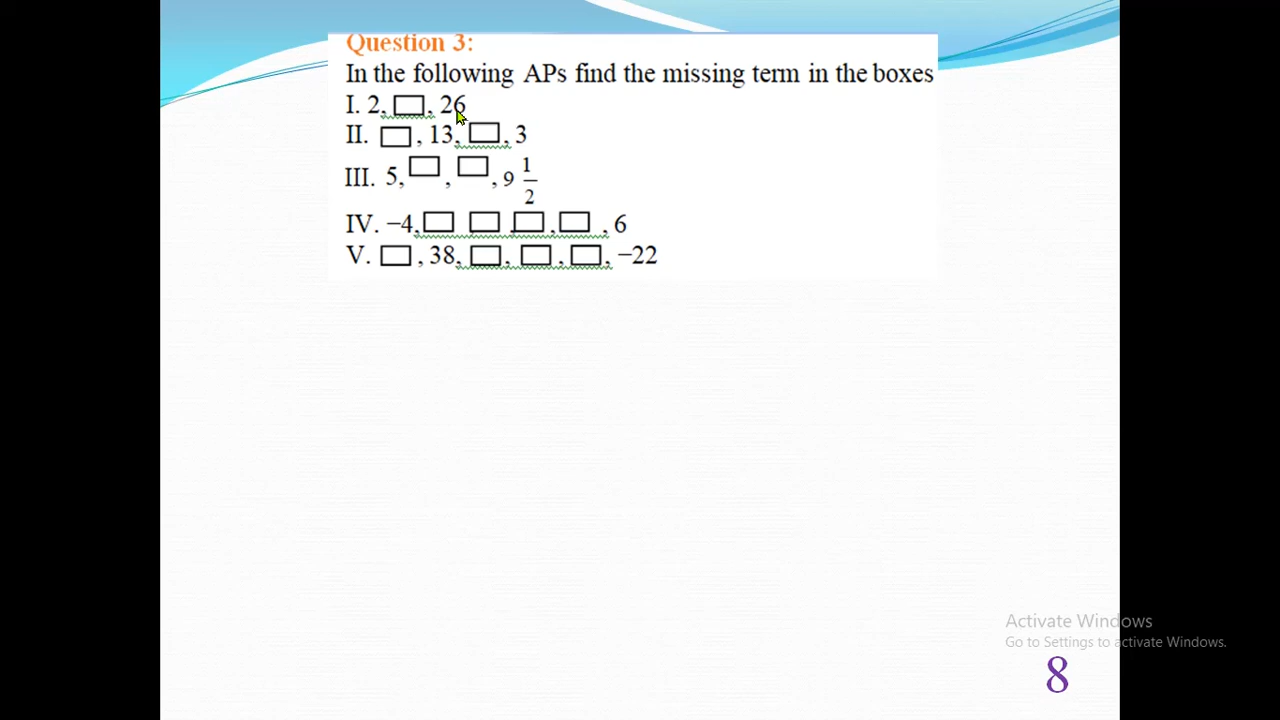 Question 3:
In the following APs find the missing term in the boxes
I. 2, □, 26
II. □, 13, □, 3
III. 5, □, □, 9 1/2
IV. −4, □ □ □, □, 6
V. □, 38, □, □, □, −22
Activate Windows
Go to Settings to activate Windows.
8